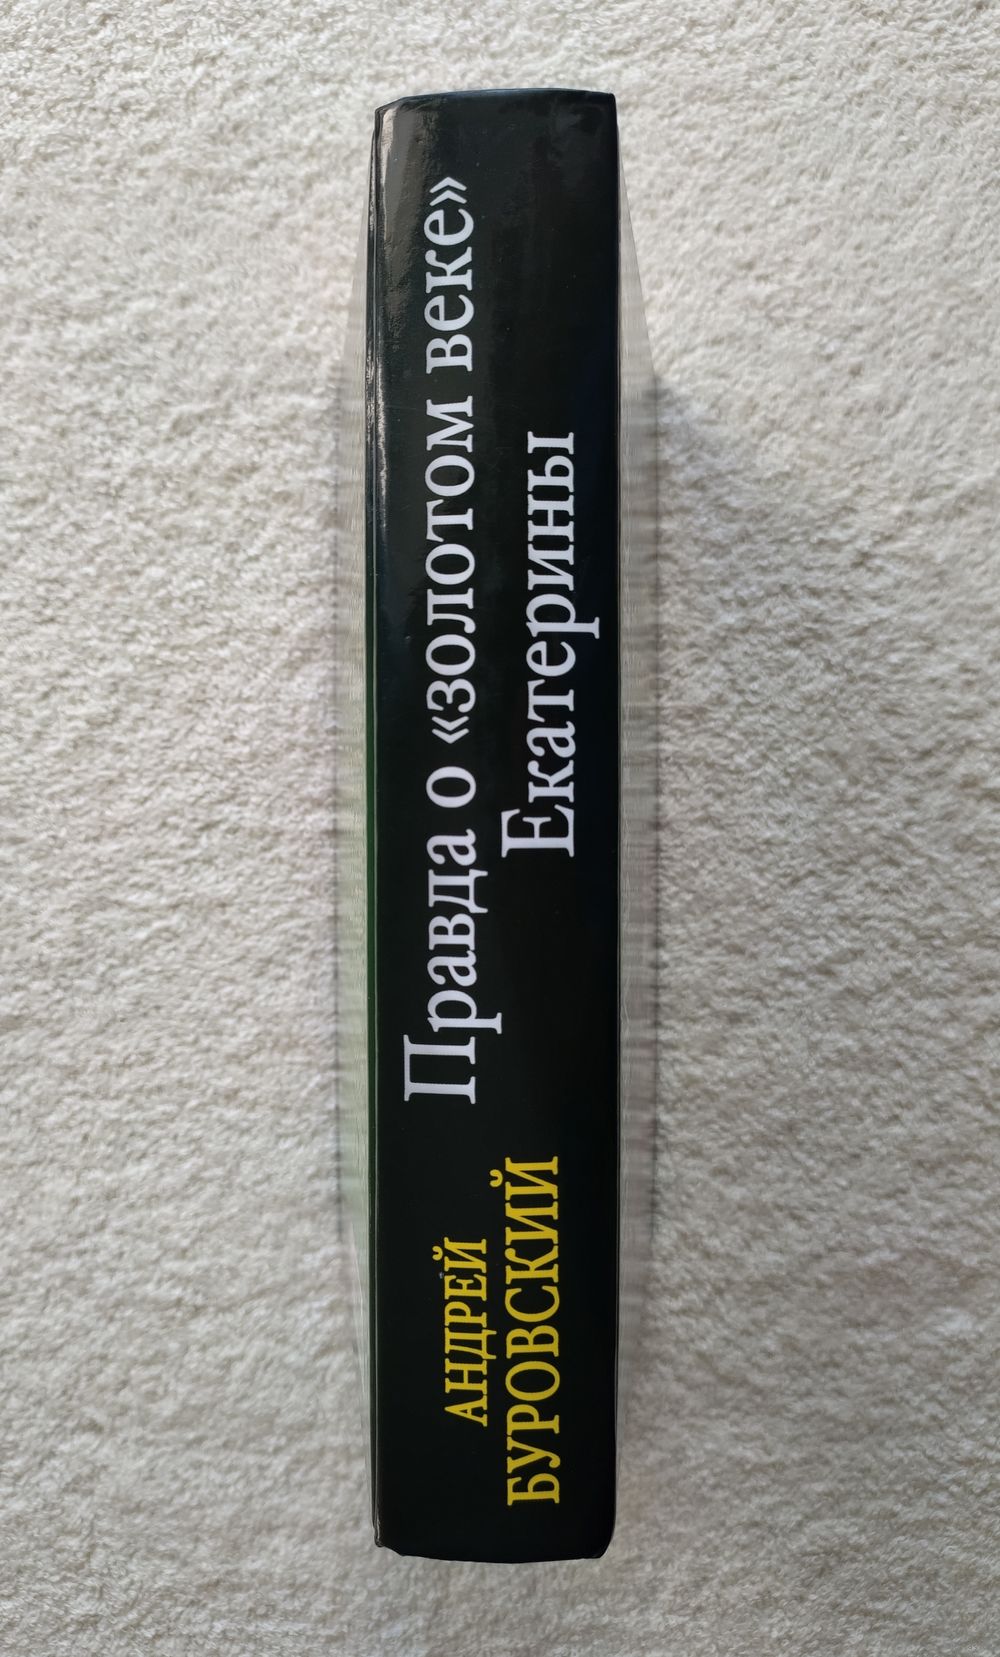 АНДРЕЙ
БУРОВСКИЙ
Правда о «золотом веке»
Екатерины